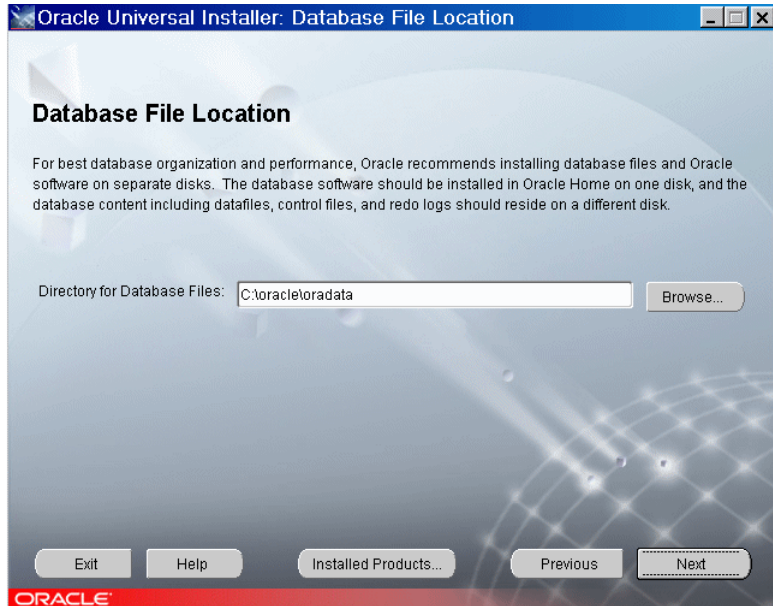 Oracle Universal Installer: Database File Location
Database File Location
For best database organization and performance, Oracle recommends installing database files and Oracle
software on separate disks. The database software should be installed in Oracle Home on one disk, and the
database content including datafiles, control files, and redo logs should reside on a different disk.
Directory for Database Files: C:\oracle\oradata Browse...
Exit Help Installed Products... Previous Next
ORACLE